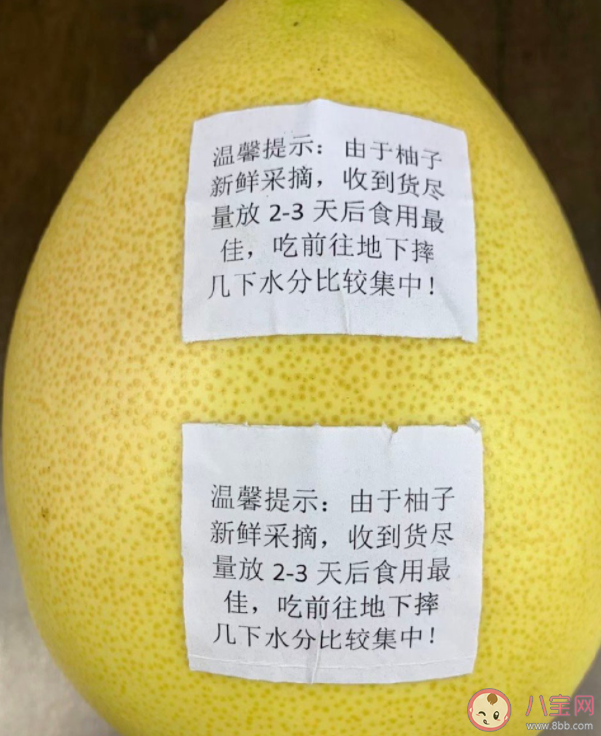 温馨提示：由于柚子
新鲜采摘，收到货尽
量放 2-3 天后食用最
佳，吃前往地下摔
几下水分比较集中！
温馨提示：由于柚子
新鲜采摘，收到货尽
量放 2-3 天后食用最
佳，吃前往地下摔
几下水分比较集中！
八宝网
www.8bb.com